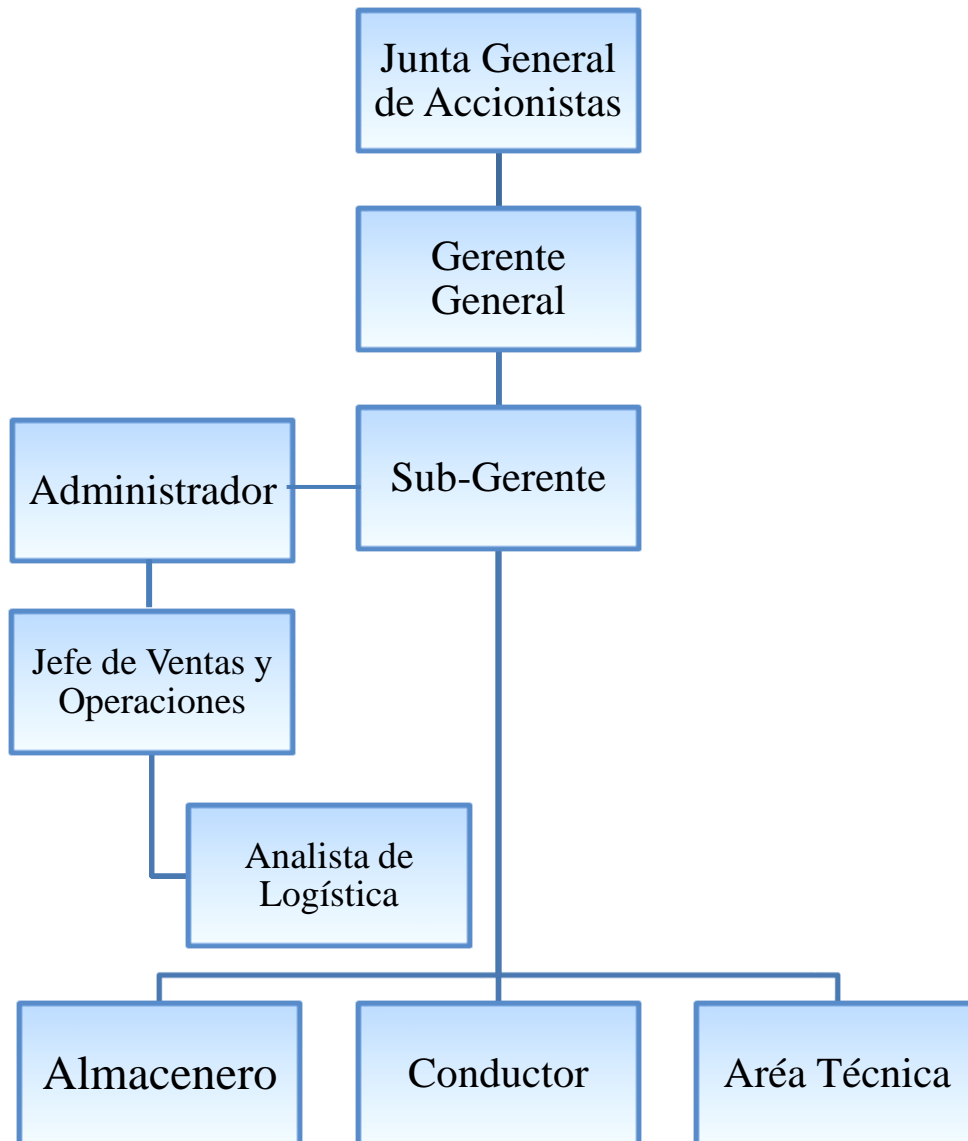 Junta General
de Accionistas
Gerente
General
Administrador
Sub-Gerente
Jefe de Ventas y
Operaciones
Analista de
Logística
Almacenero
Conductor
Aréa Técnica